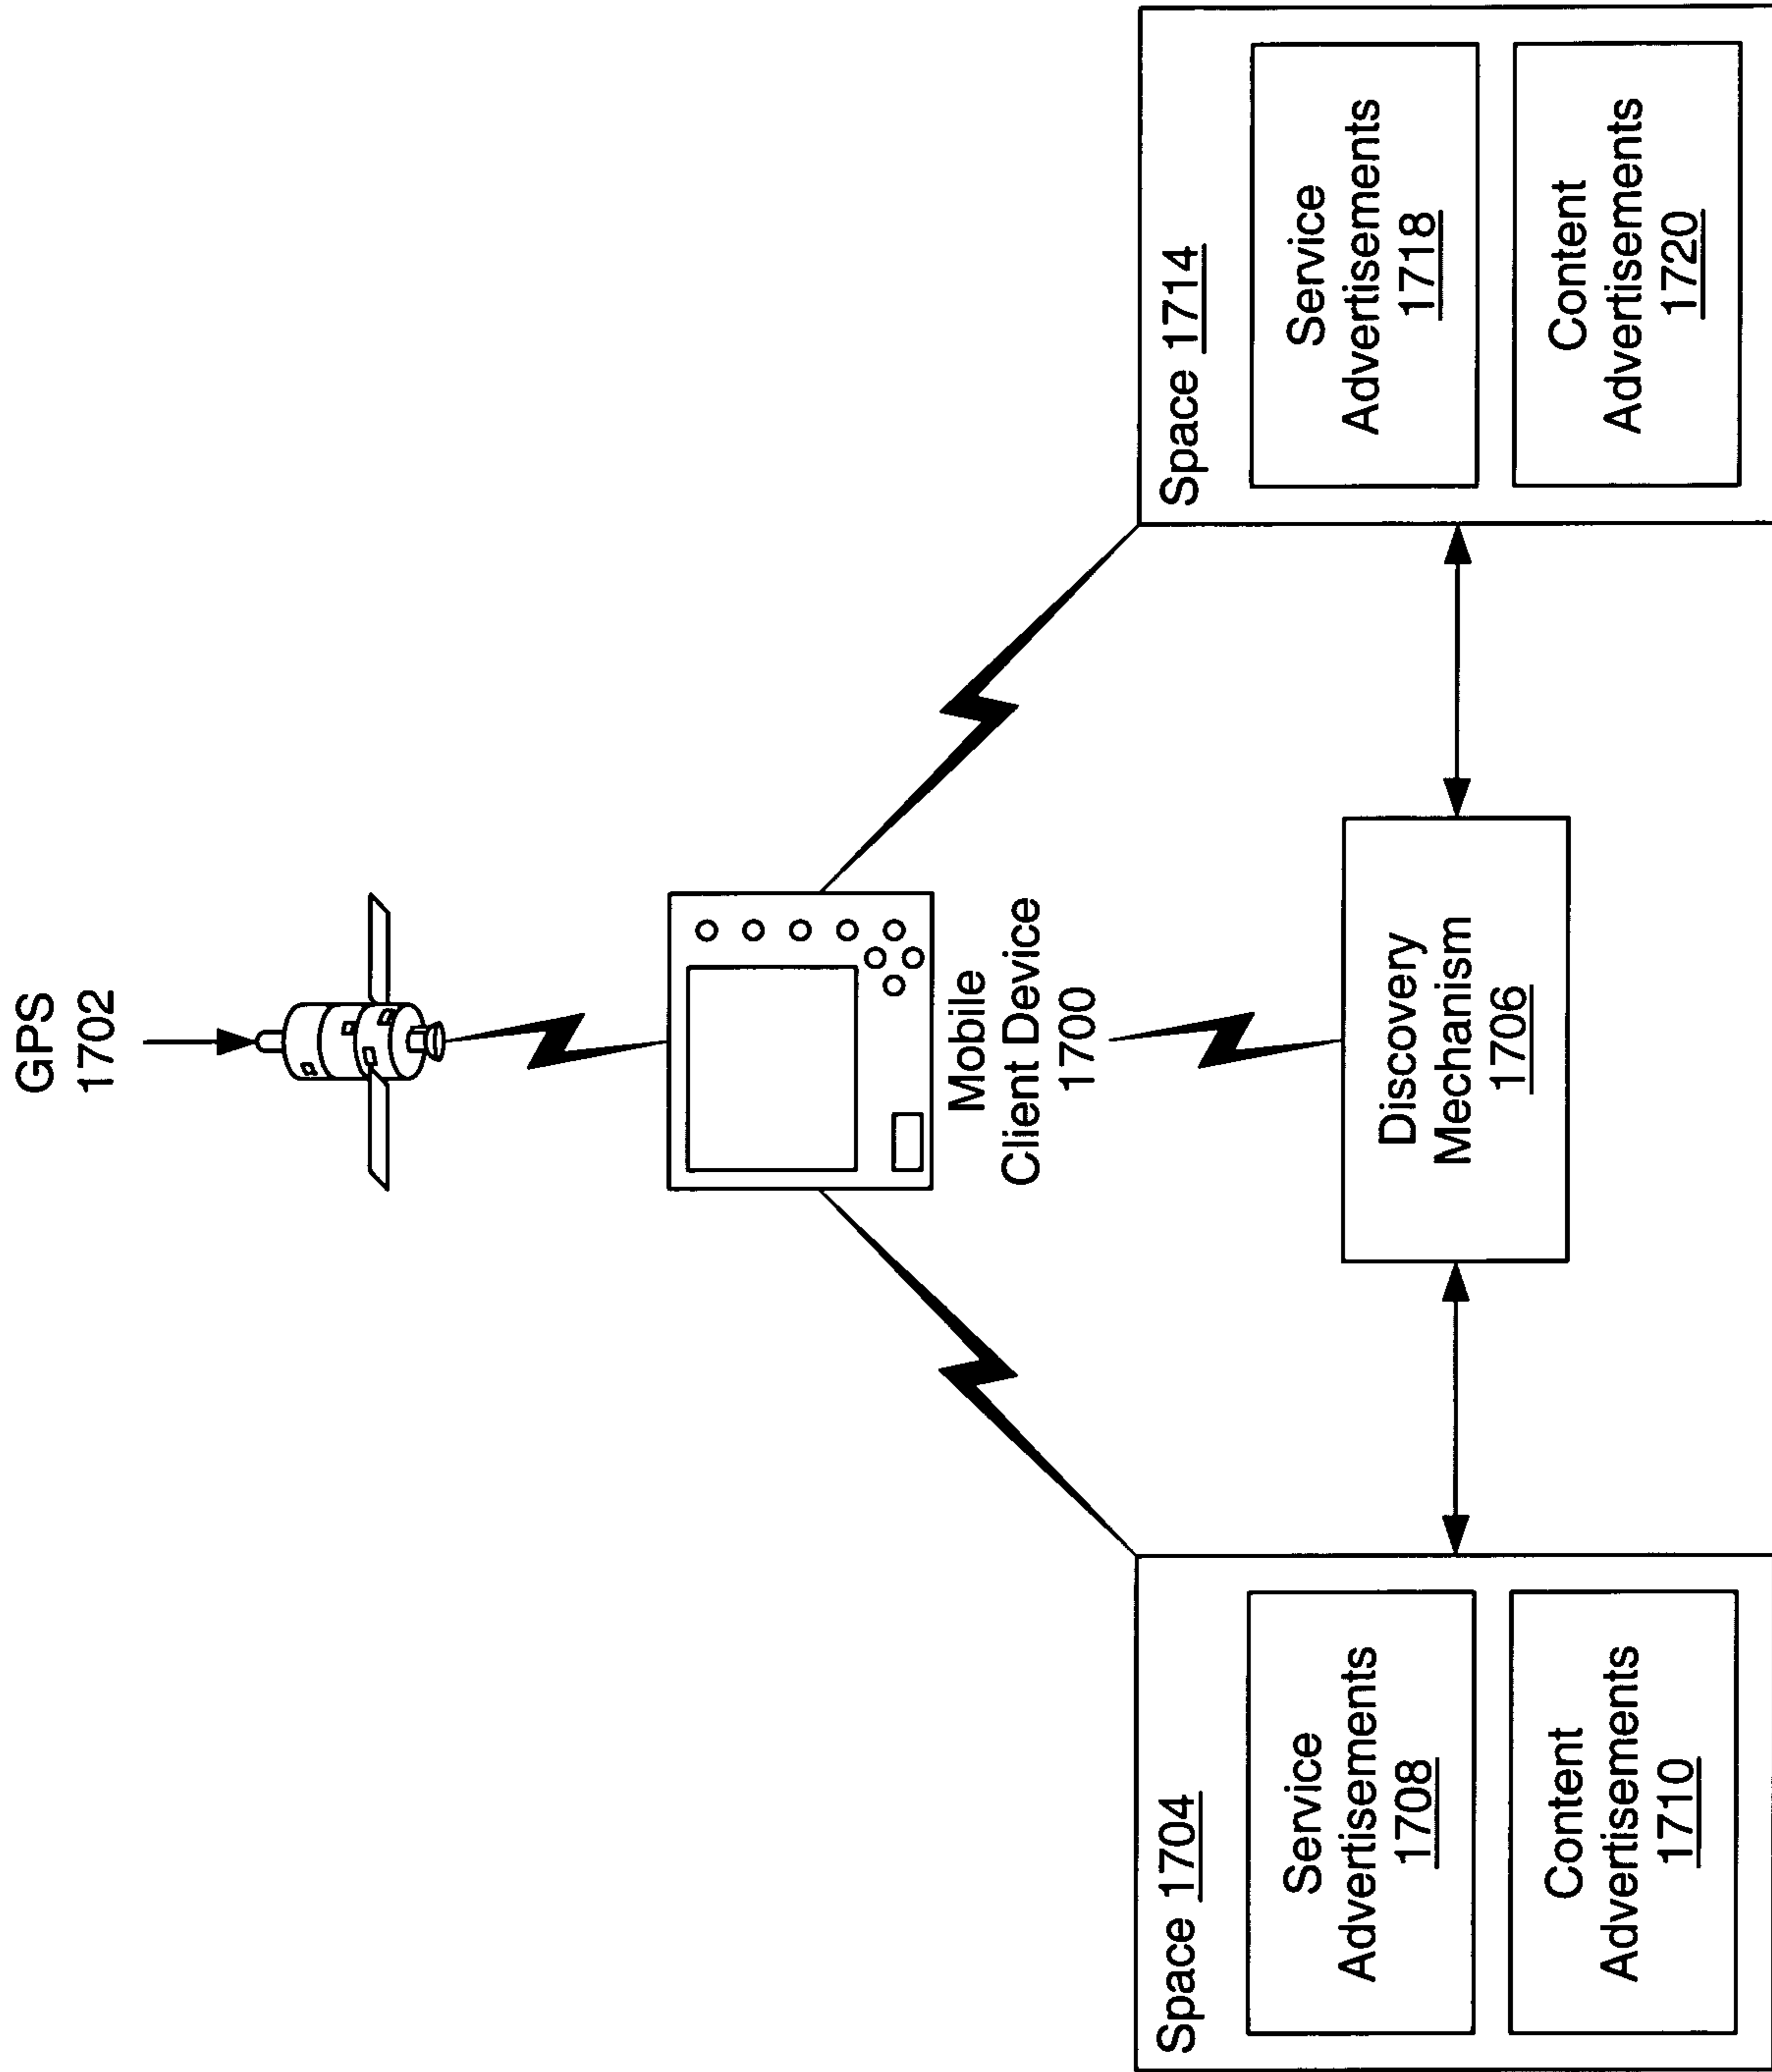 GPS
1702
Mobile
Client Device
1700
Discovery
Mechanism
1706
Space 1704
Service
Advertisements
1708
Content
Advertisements
1710
Space 1714
Service
Advertisements
1718
Content
Advertisements
1720